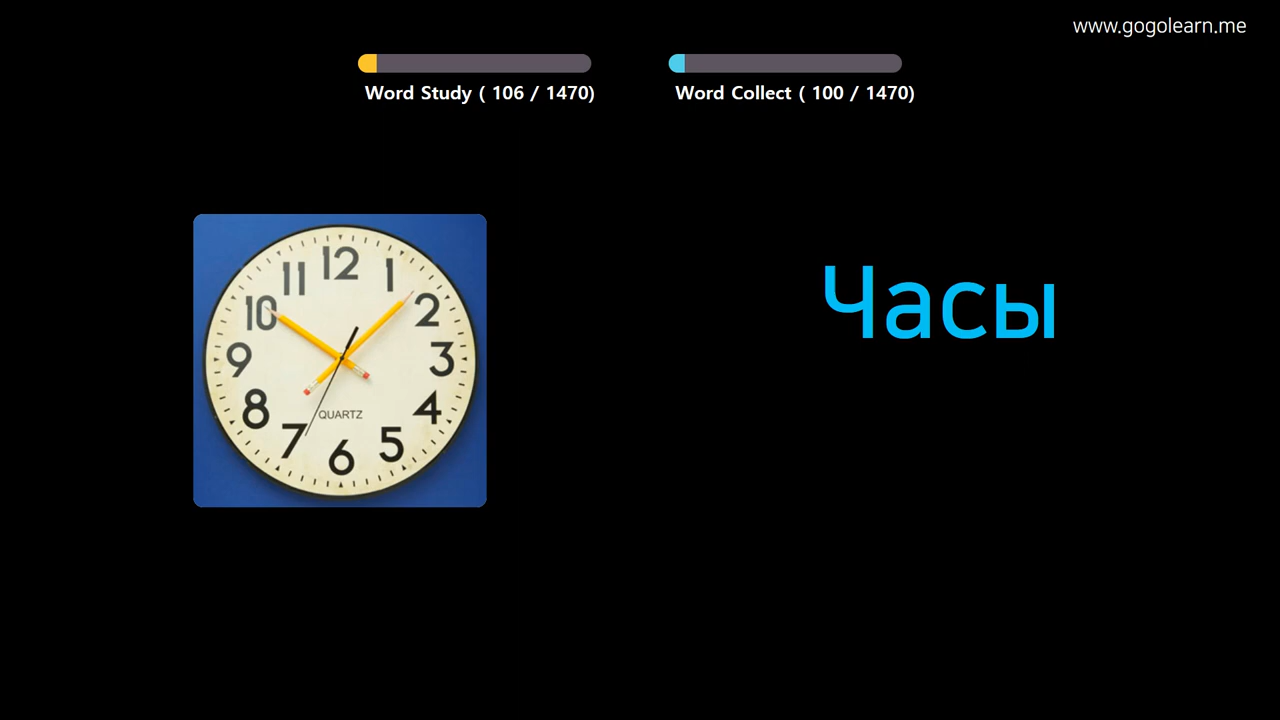 www.gogolearn.me
Word Study ( 106 / 1470)
Word Collect ( 100 / 1470)
12
11
1
10
2
9
3
8
4
QUARTZ
7
5
6
Часы